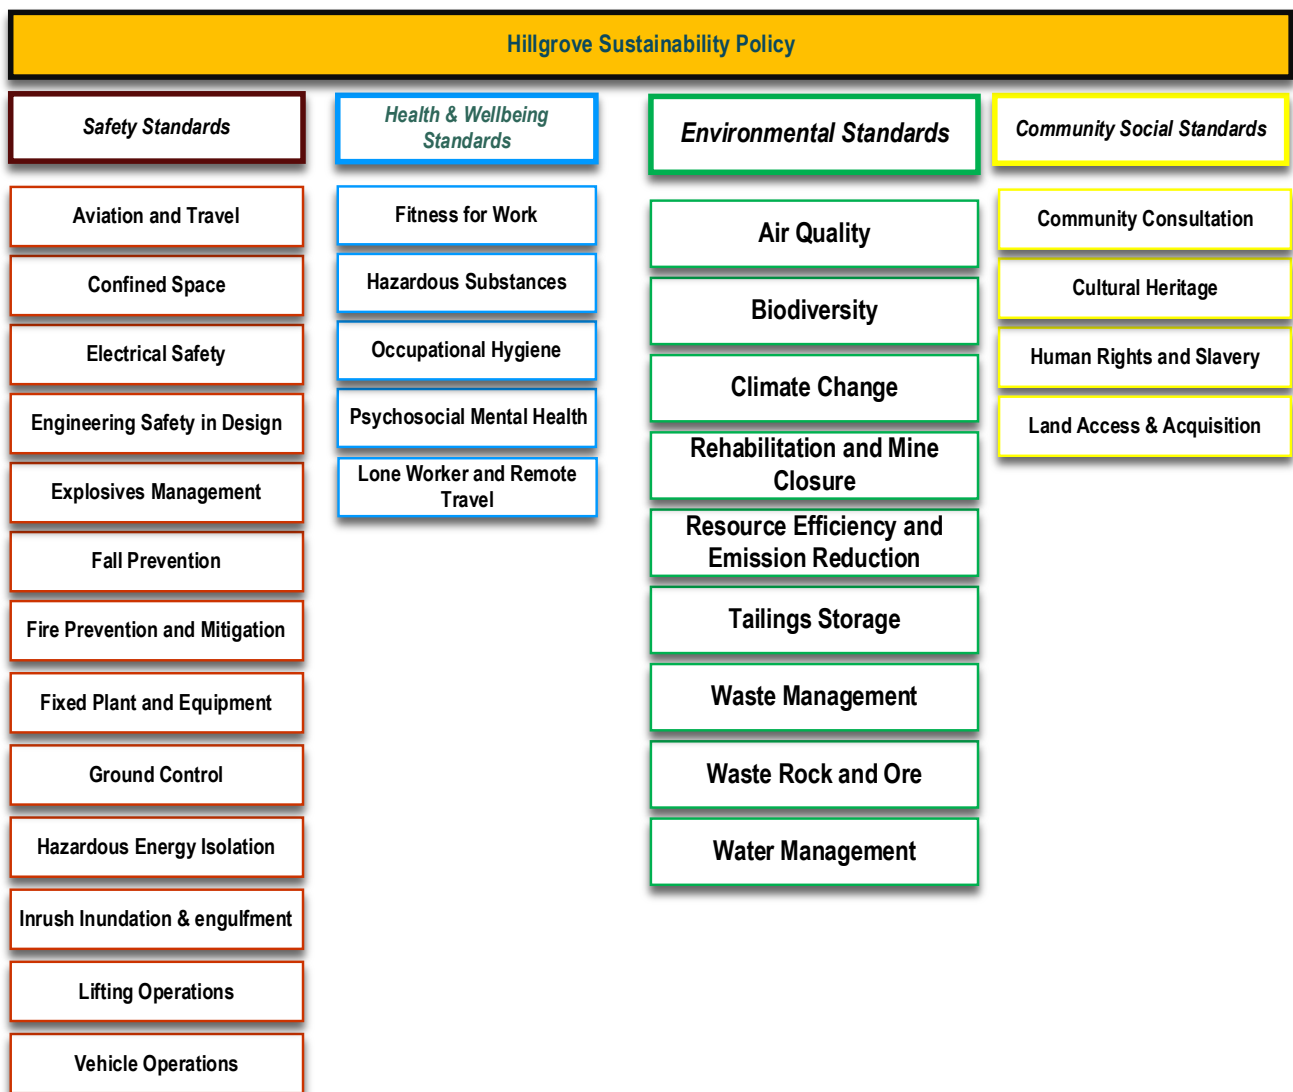 Hillgrove Sustainability Policy
Safety Standards
Aviation and Travel
Confined Space
Electrical Safety
Engineering Safety in Design
Explosives Management
Fall Prevention
Fire Prevention and Mitigation
Fixed Plant and Equipment
Ground Control
Hazardous Energy Isolation
Inrush Inundation & engulfment
Lifting Operations
Vehicle Operations
Health & Wellbeing
Standards
Fitness for Work
Hazardous Substances
Occupational Hygiene
Psychosocial Mental Health
Lone Worker and Remote
Travel
Environmental Standards
Air Quality
Biodiversity
Climate Change
Rehabilitation and Mine
Closure
Resource Efficiency and
Emission Reduction
Tailings Storage
Waste Management
Waste Rock and Ore
Water Management
Community Social Standards
Community Consultation
Cultural Heritage
Human Rights and Slavery
Land Access & Acquisition